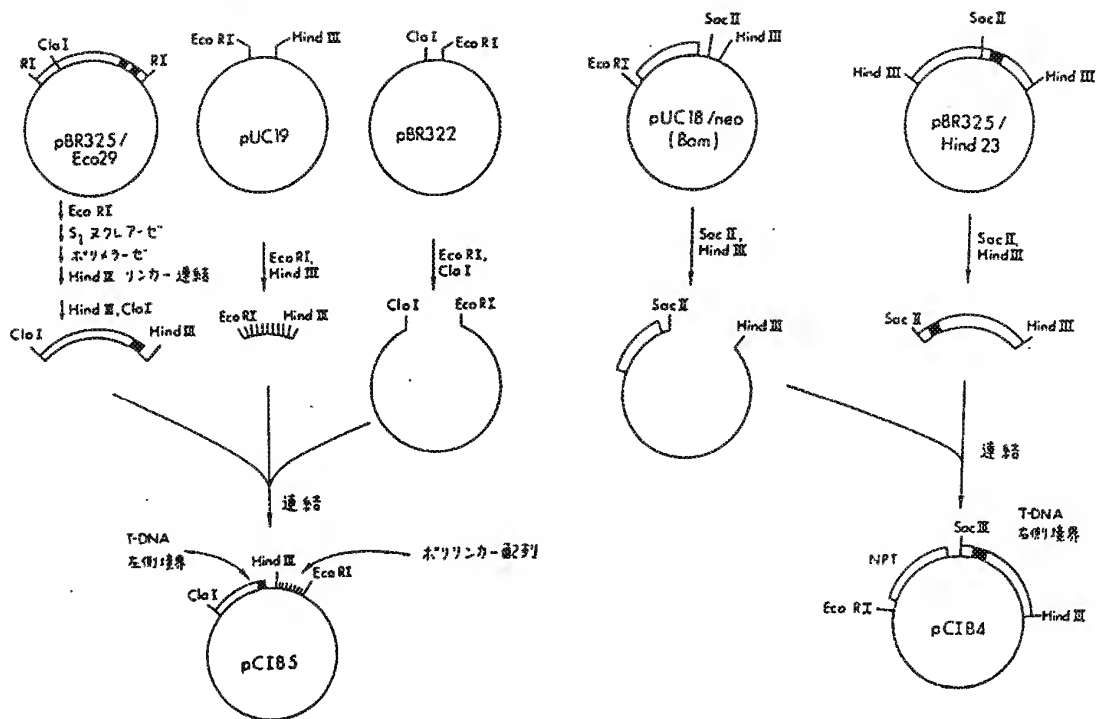 RI
Cla I
RI
pBR325/
Eco29
Eco RI
Hind III
pUC19
Cla I
Eco RI
pBR322
Sac II
Hind III
Eco RI
pUC18/neo
(Bam)
Sac II
Hind III
Hind III
pBR325/
Hind 23
Eco RI
S1 ヌクレアーゼ
ポリメラーゼ
Hind III リンカー連結
Hind III, Cla I
Eco RI,
Hind III
Eco RI,
Cla I
Sac II,
Hind III
Sac II,
Hind III
Cla I
Hind III
Eco RI
Hind III
Cla I
Eco RI
Sac II
Hind III
Sac II
Hind III
連結
連結
T-DNA
左側境界
Hind III
ポリリンカー配列
Eco RI
Cla I
pCIB5
NPT
Sac III
T-DNA
右側境界
Eco RI
Hind III
pCIB4